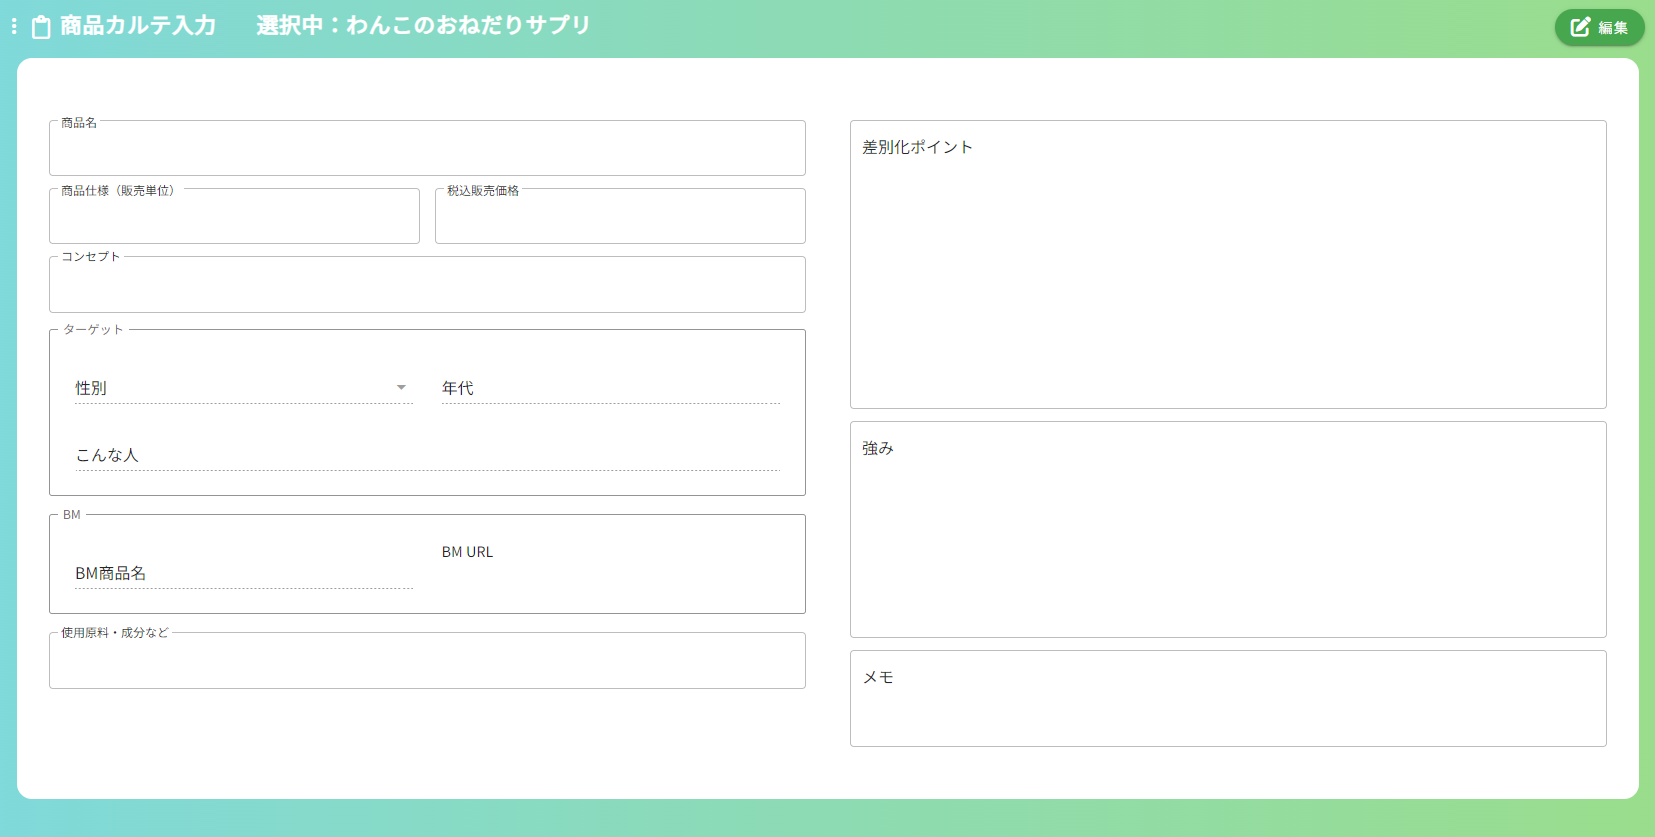 商品カルテ入力 選択中：わんこのおねだりサプリ
編集
商品名
商品仕様（販売単位）
税込販売価格
コンセプト
ターゲット
性別
年代
こんな人
BM
BM商品名
BM URL
使用原料・成分など
差別化ポイント
強み
メモ